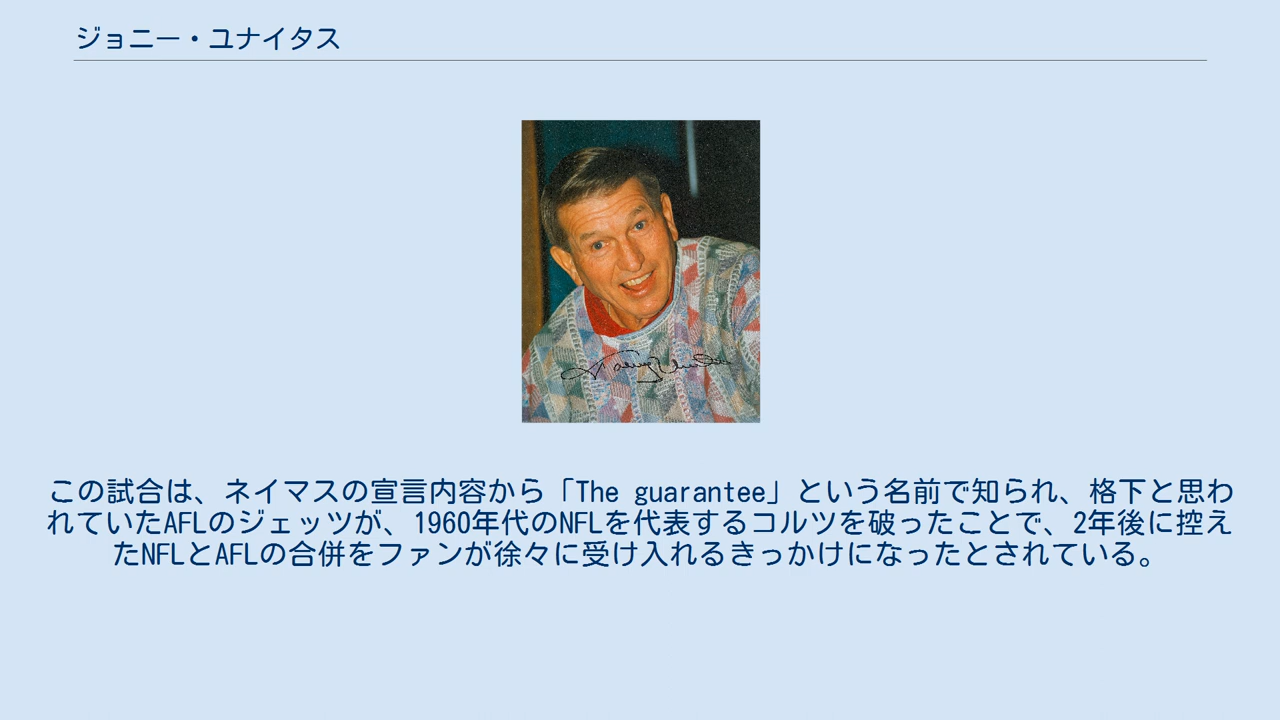 ジョニー・ユナイタス
この試合は、ネイマスの宣言内容から「The guarantee」という名前で知られ、格下と思わ
れていたAFLのジェッツが、1960年代のNFLを代表するコルツを破ったことで、2年後に控え
たNFLとAFLの合併をファンが徐々に受け入れるきっかけになったとされている。